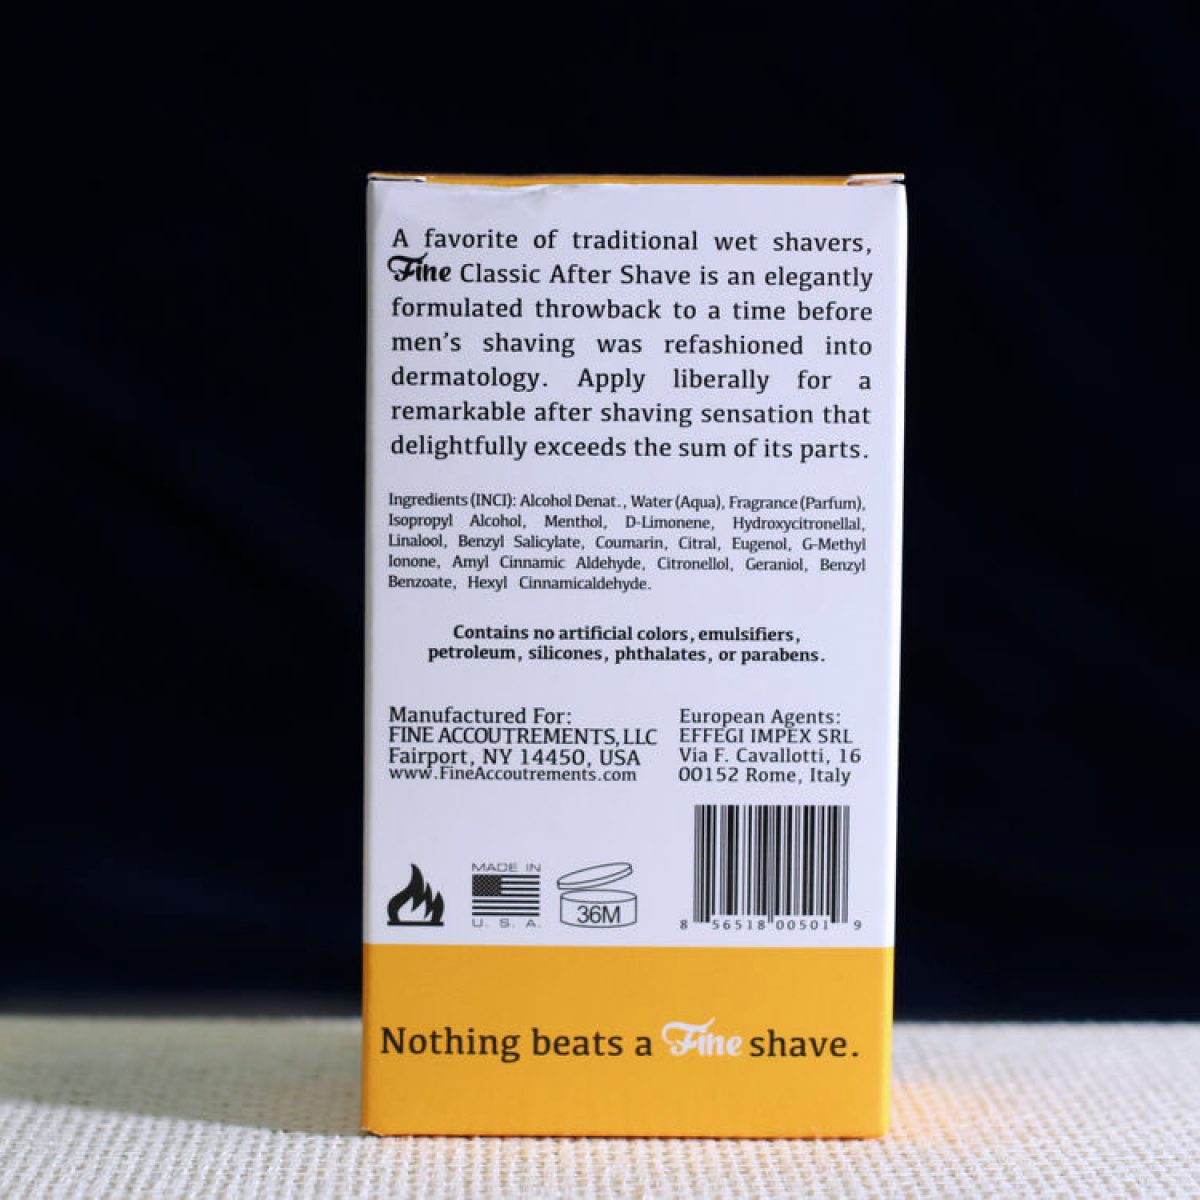 A favorite of traditional wet shavers,
Fine Classic After Shave is an elegantly
formulated throwback to a time before
men's shaving was refashioned into
dermatology. Apply liberally for a
remarkable after shaving sensation that
delightfully exceeds the sum of its parts.
Ingredients (INCI): Alcohol Denat., Water (Aqua), Fragrance (Parfum),
Isopropyl Alcohol, Menthol, D-Limonene, Hydroxycitronellal,
Linalool, Benzyl Salicylate, Coumarin, Citral, Eugenol, G-Methyl
Ionone, Amyl Cinnamic Aldehyde, Citronellol, Geraniol, Benzyl
Benzoate, Hexyl Cinnamicaldehyde.
Contains no artificial colors, emulsifiers,
petroleum, silicones, phthalates, or parabens.
Manufactured For:
FINE ACCOUTREMENTS, LLC
Fairport, NY 14450, USA
www.FineAccoutrements.com
European Agents:
EFFEGI IMPEX SRL
Via F. Cavallotti, 16
00152 Rome, Italy
MADE IN
U. S. A.
36M
8 56518 00501 9
Nothing beats a Fine shave.